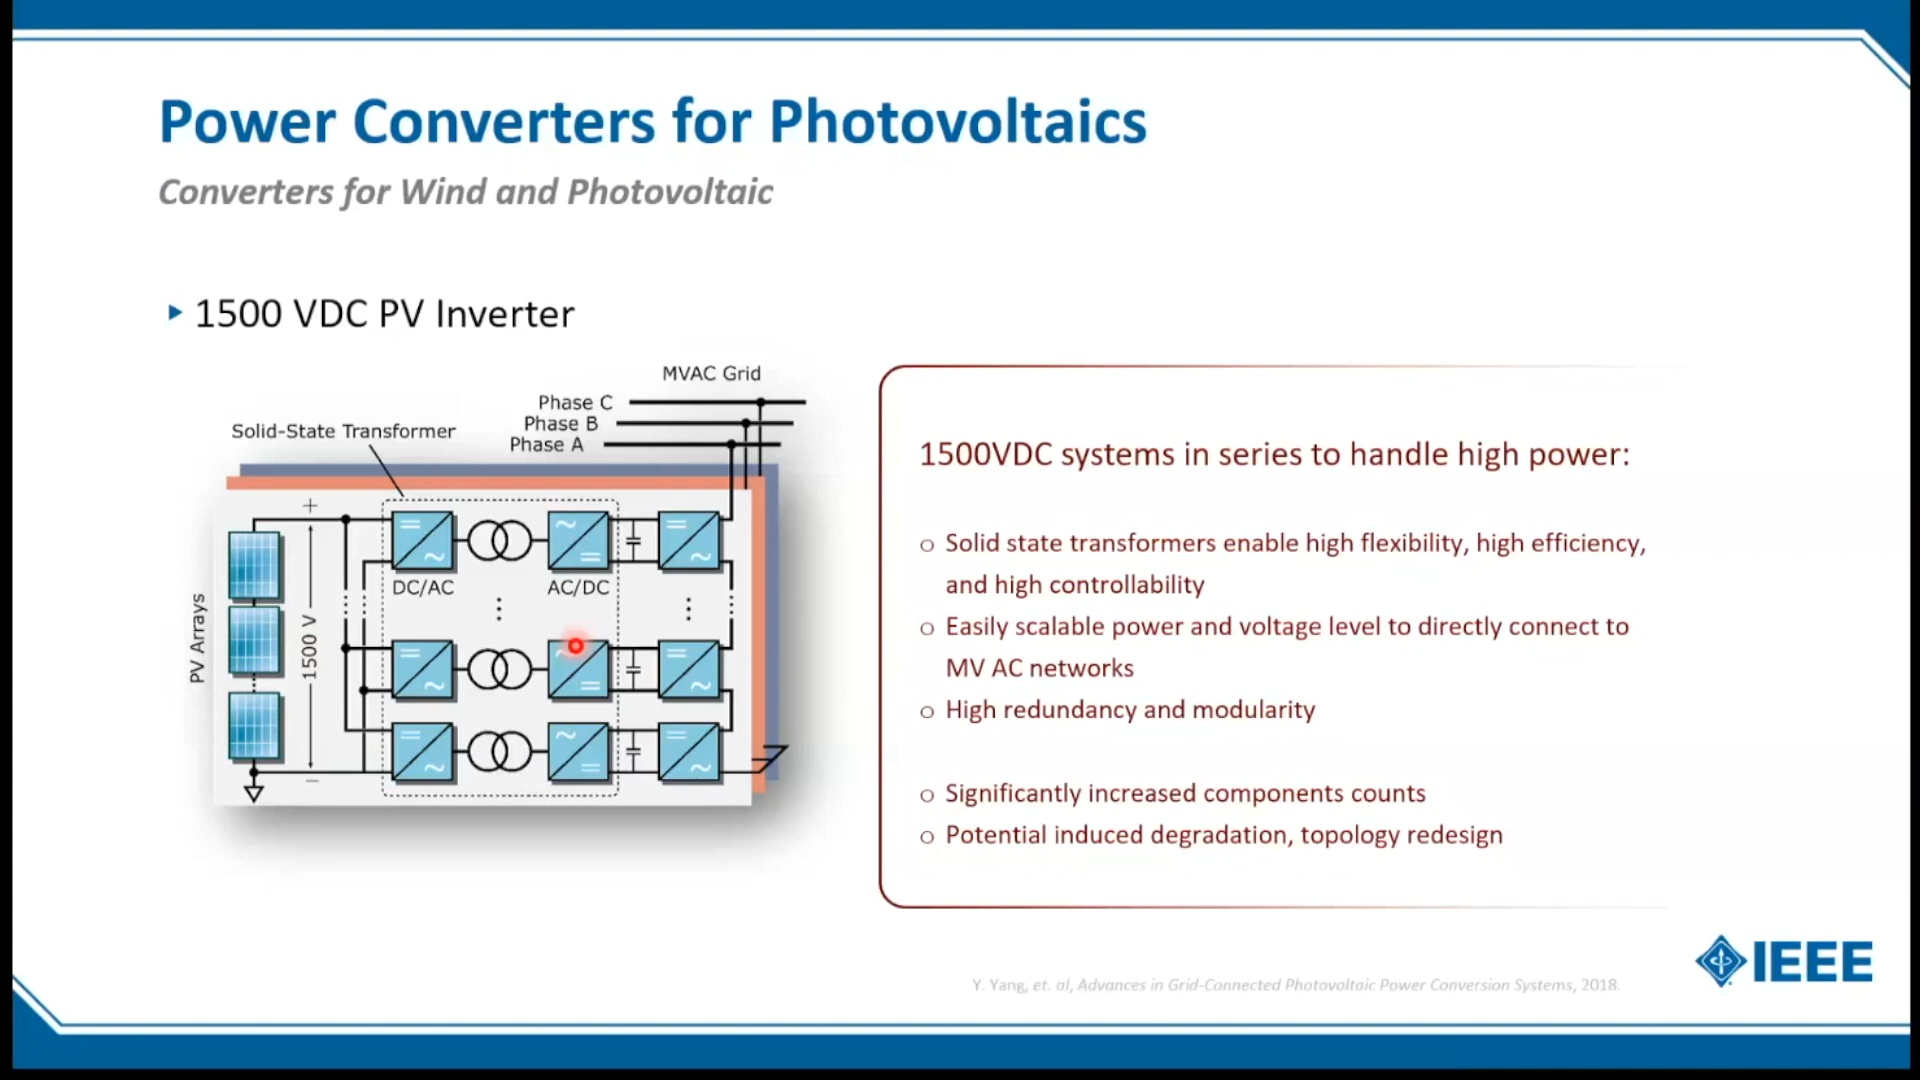 Power Converters for Photovoltaics
Converters for Wind and Photovoltaic
1500 VDC PV Inverter
MVAC Grid
Phase C
Phase B
Phase A
Solid-State Transformer
PV Arrays
+
1500 V
−
DC/AC
AC/DC
1500VDC systems in series to handle high power:
o Solid state transformers enable high flexibility, high efficiency,
and high controllability
o Easily scalable power and voltage level to directly connect to
MV AC networks
o High redundancy and modularity
o Significantly increased components counts
o Potential induced degradation, topology redesign
Y. Yang, et. al, Advances in Grid-Connected Photovoltaic Power Conversion Systems, 2018.
IEEE